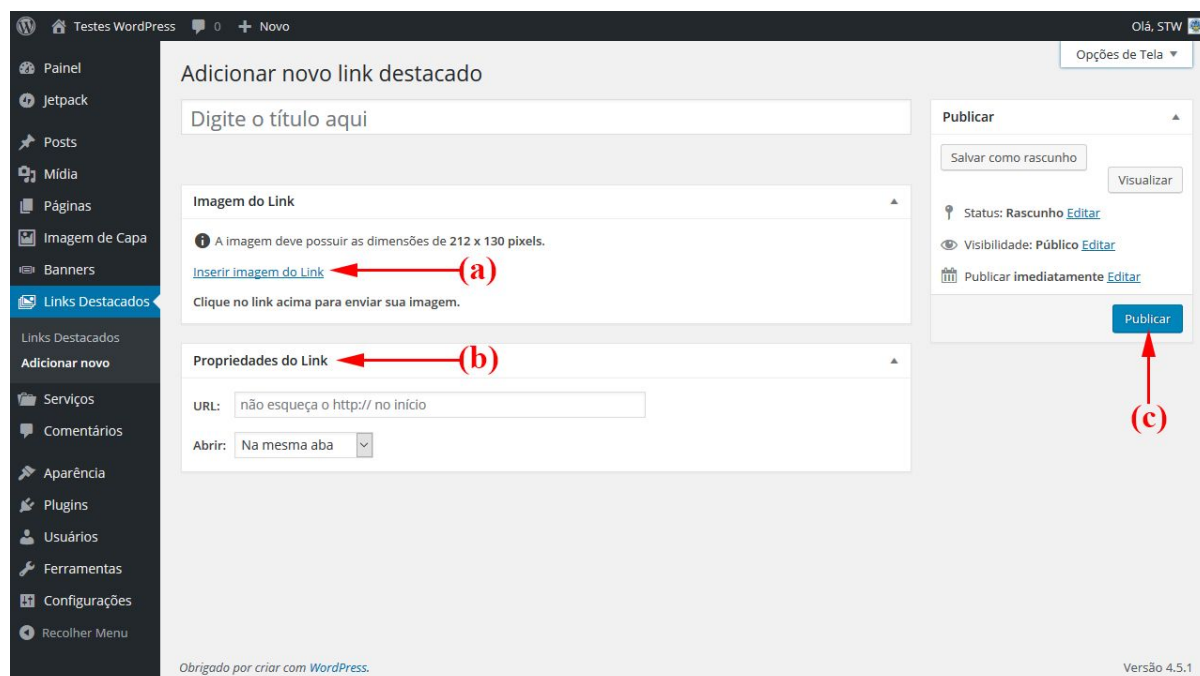 Testes WordPress 0 + Novo
Olá, STW
Painel
Jetpack
Posts
Mídia
Páginas
Imagem de Capa
Banners
Links Destacados
Links Destacados
Adicionar novo
Serviços
Comentários
Aparência
Plugins
Usuários
Ferramentas
Configurações
Recolher Menu
Opções de Tela
Adicionar novo link destacado
Digite o título aqui
Imagem do Link
A imagem deve possuir as dimensões de 212 x 130 pixels.
Inserir imagem do Link
(a)
Clique no link acima para enviar sua imagem.
Propriedades do Link
(b)
URL: não esqueça o http:// no início
Abrir: Na mesma aba
Publicar
Salvar como rascunho
Visualizar
Status: Rascunho Editar
Visibilidade: Público Editar
Publicar imediatamente Editar
Publicar
(c)
Obrigado por criar com WordPress.
Versão 4.5.1